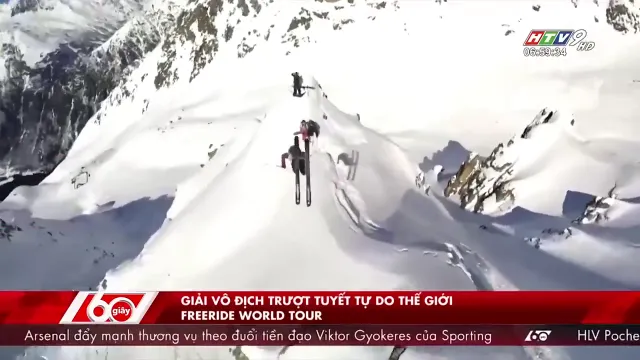 HTV9 HD
06:59:34
GIẢI VÔ ĐỊCH TRƯỢT TUYẾT TỰ DO THẾ GIỚI
60 giây
FREERIDE WORLD TOUR
Arsenal đẩy mạnh thương vụ theo đuổi tiền đạo Viktor Gyokeres của Sporting 60 HLV Poche